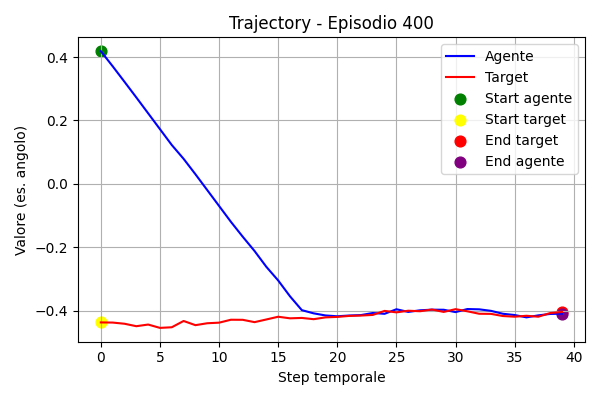 Trajectory - Episodio 400
Valore (es. angolo)
0.4
0.2
0.0
−0.2
−0.4
Agente
Target
Start agente
Start target
End target
End agente
0 5 10 15 20 25 30 35 40
Step temporale